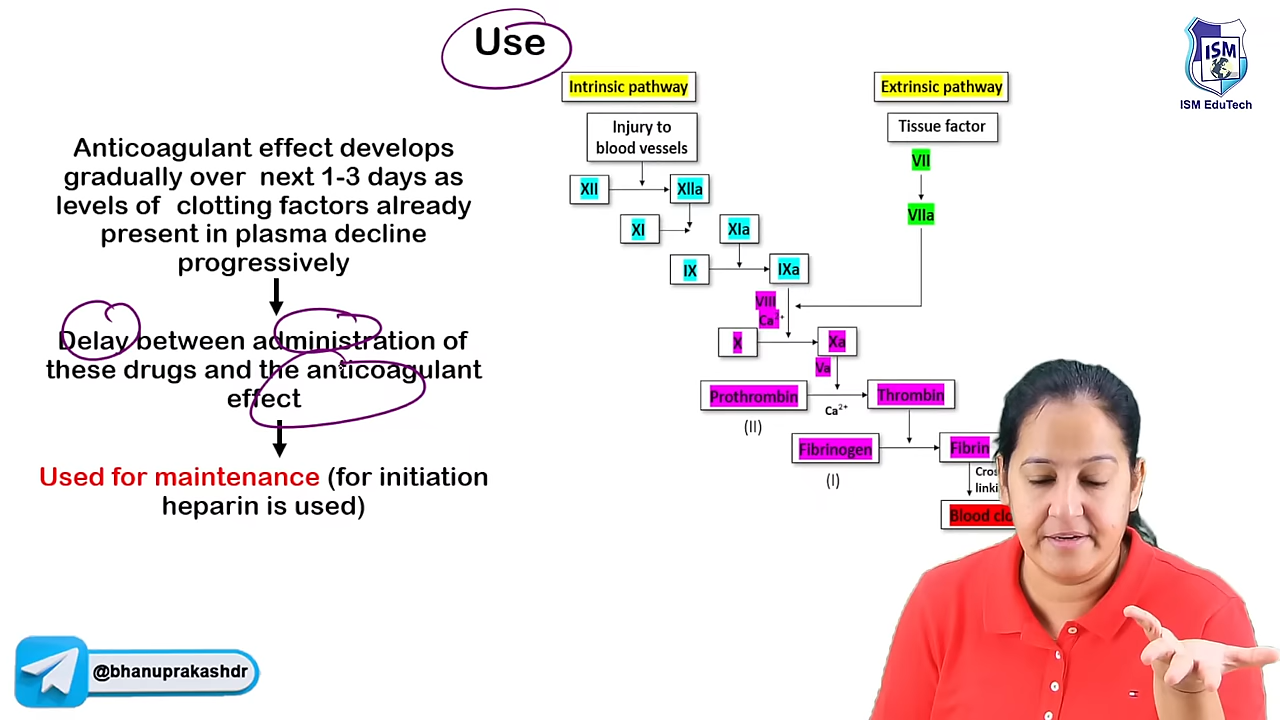 Use
ISM
ISM EduTech
Anticoagulant effect develops
gradually over next 1-3 days as
levels of clotting factors already
present in plasma decline
progressively
Delay between administration of
these drugs and the anticoagulant
effect
Used for maintenance (for initiation
heparin is used)
Intrinsic pathway
Injury to
blood vessels
XII
XIIa
XI
XIa
IX
IXa
VIII
Ca²⁺
X
Xa
Va
Prothrombin
Ca²⁺
Thrombin
(II)
Fibrinogen
Fibrin
(I)
Extrinsic pathway
Tissue factor
VII
VIIa
Blood
@bhanuprakashdr